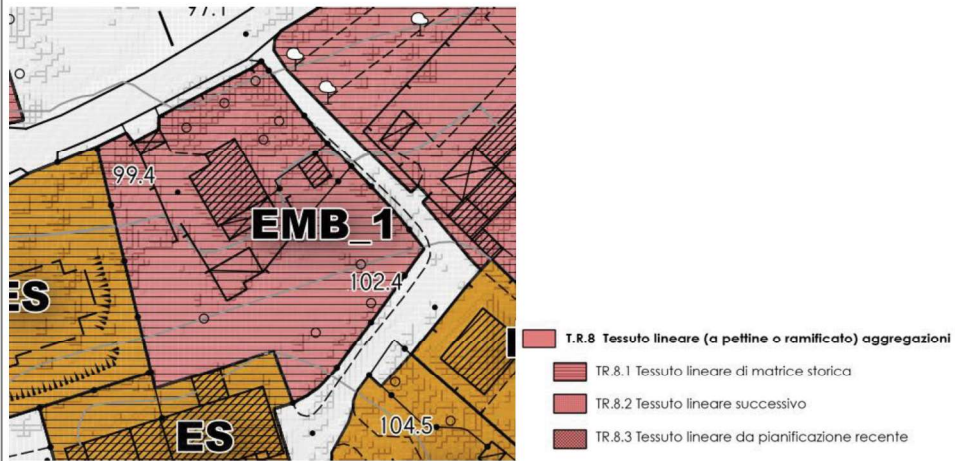 97.1
99.4
EMB_1
102.4
ES
ES
104.5
T.R.8 Tessuto lineare (a pettine o ramificato) aggregazioni
TR.8.1 Tessuto lineare di matrice storica
TR.8.2 Tessuto lineare successivo
TR.8.3 Tessuto lineare da pianificazione recente